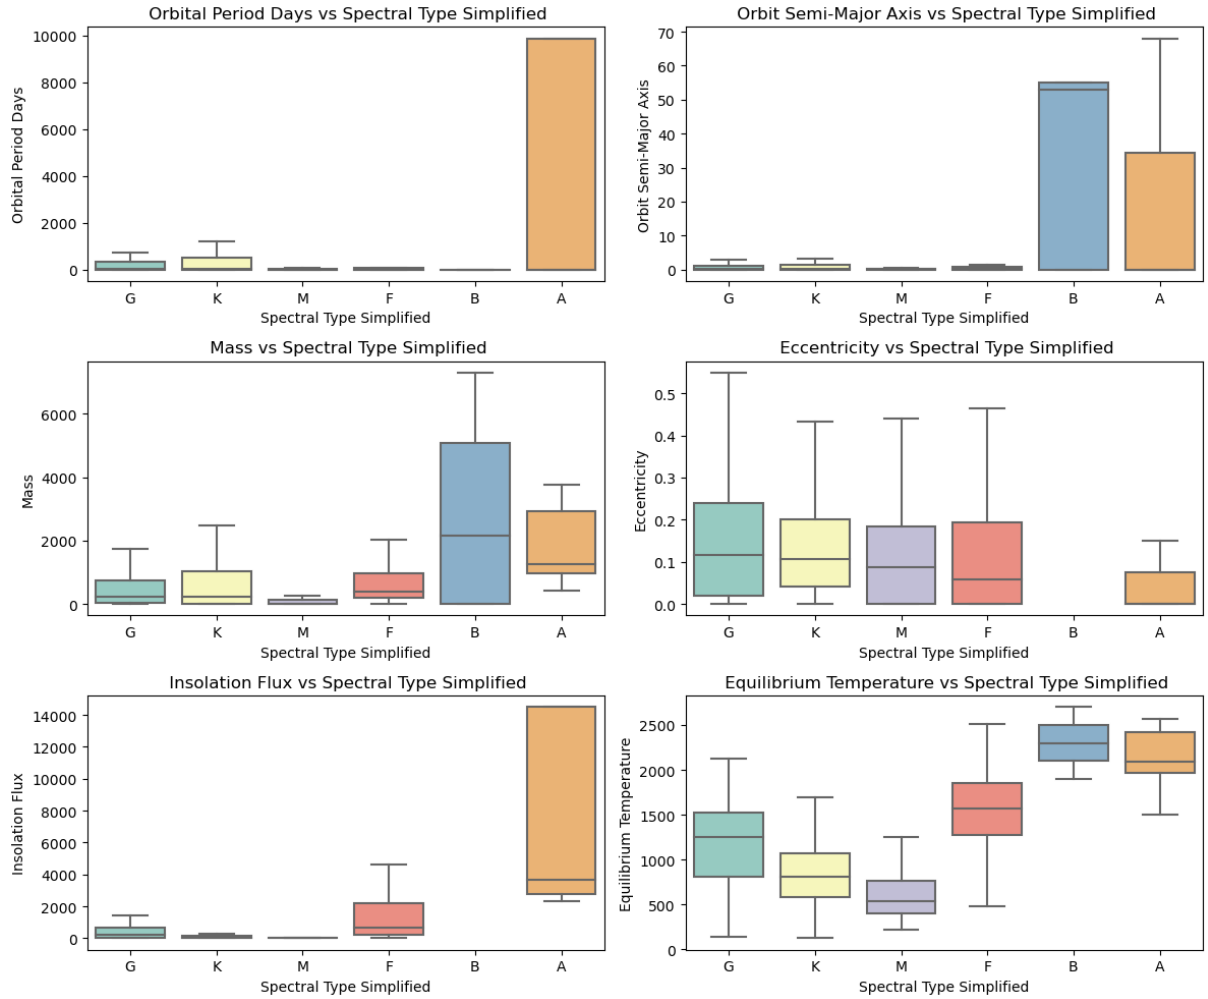 Orbital Period Days vs Spectral Type Simplified
Orbital Period Days
10000
8000
6000
4000
2000
0
G K M F B A
Spectral Type Simplified
Orbit Semi-Major Axis vs Spectral Type Simplified
Orbit Semi-Major Axis
70
60
50
40
30
20
10
0
G K M F B A
Spectral Type Simplified
Mass vs Spectral Type Simplified
Mass
6000
4000
2000
0
G K M F B A
Spectral Type Simplified
Eccentricity vs Spectral Type Simplified
Eccentricity
0.5
0.4
0.3
0.2
0.1
0.0
G K M F B A
Spectral Type Simplified
Insolation Flux vs Spectral Type Simplified
Insolation Flux
14000
12000
10000
8000
6000
4000
2000
0
G K M F B A
Spectral Type Simplified
Equilibrium Temperature vs Spectral Type Simplified
Equilibrium Temperature
2500
2000
1500
1000
500
0
G K M F B A
Spectral Type Simplified